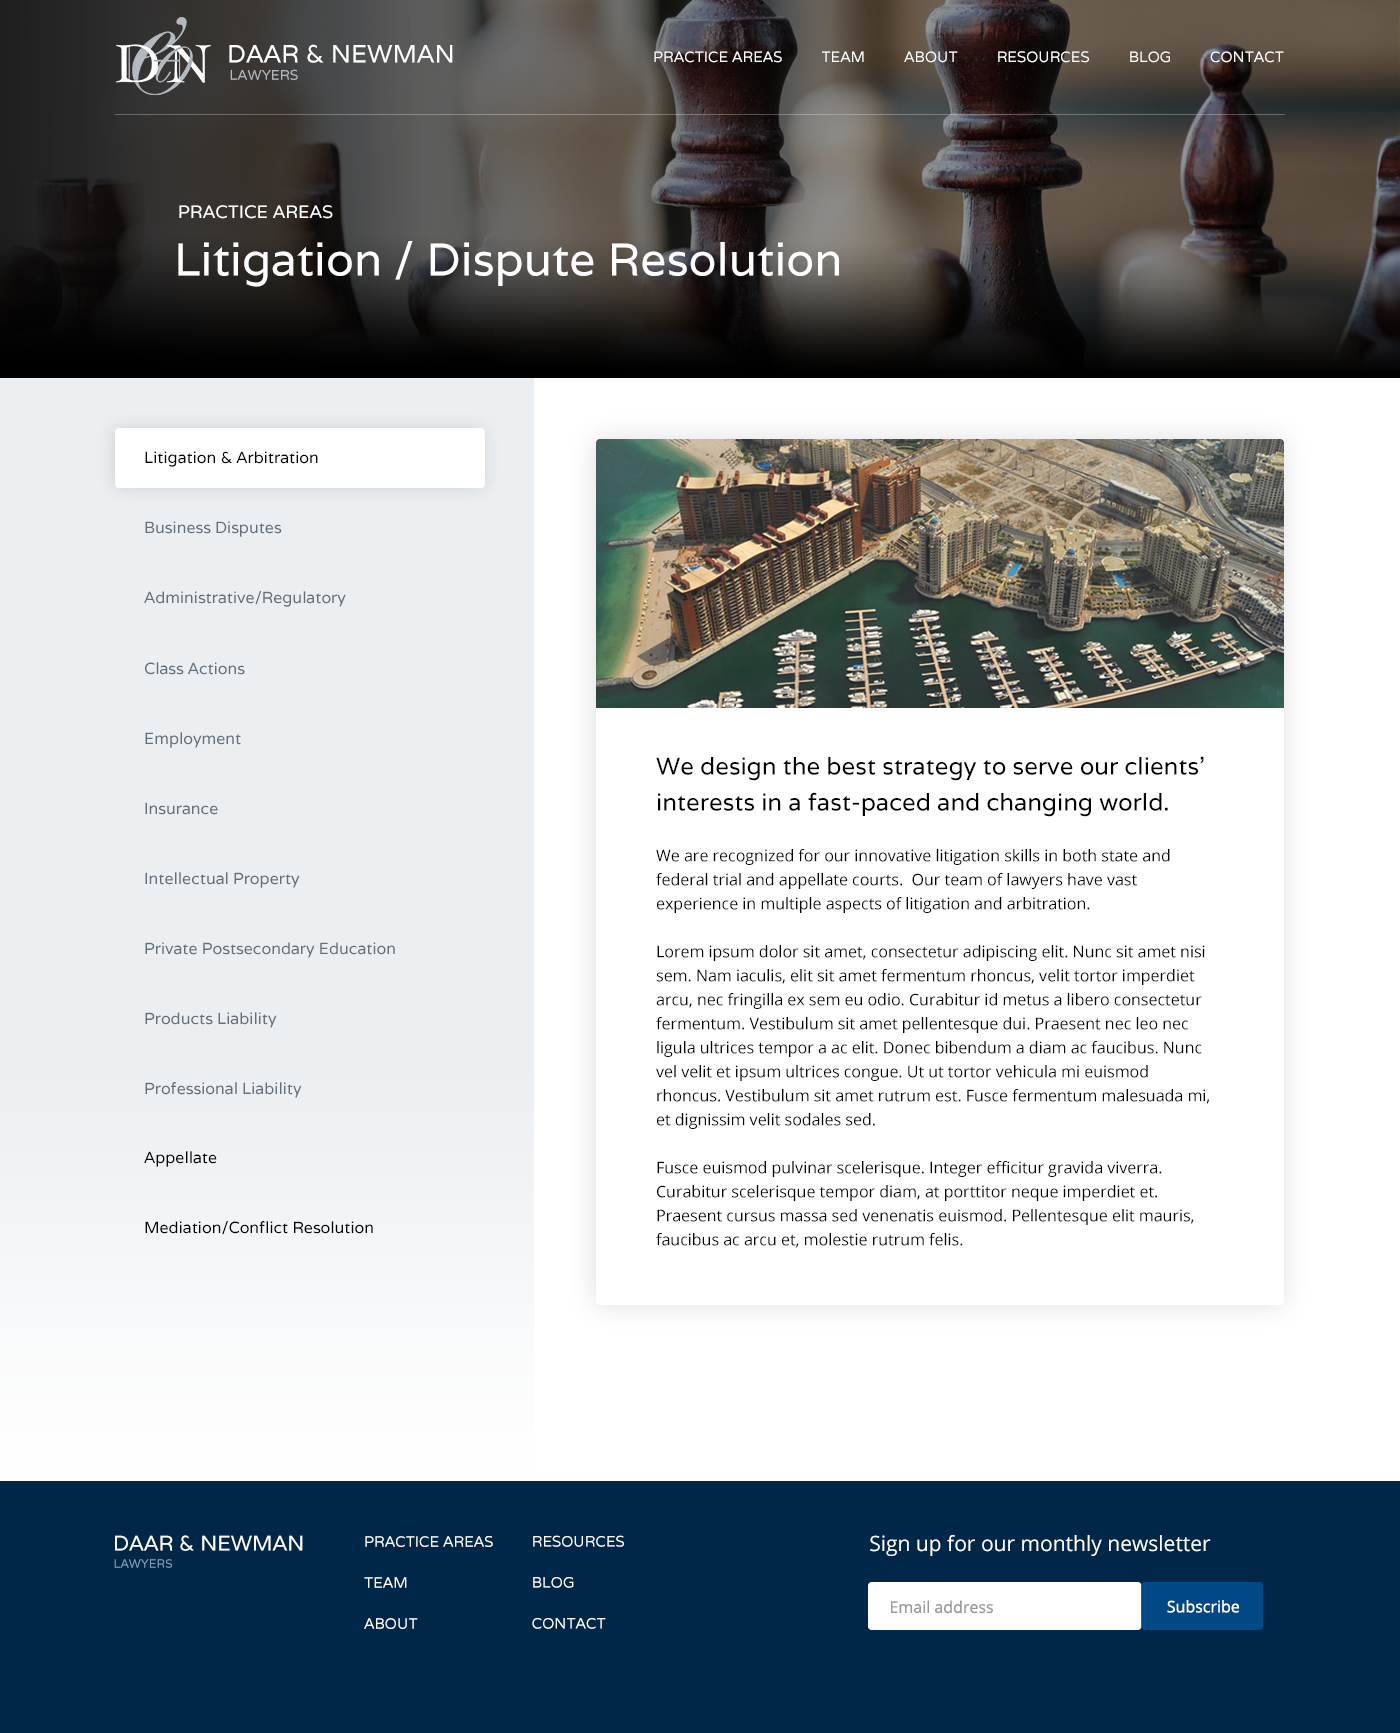 D&N
DAAR & NEWMAN
LAWYERS
PRACTICE AREAS
TEAM
ABOUT
RESOURCES
BLOG
CONTACT
PRACTICE AREAS
Litigation / Dispute Resolution
Litigation & Arbitration
Business Disputes
Administrative/Regulatory
Class Actions
Employment
Insurance
Intellectual Property
Private Postsecondary Education
Products Liability
Professional Liability
Appellate
Mediation/Conflict Resolution
We design the best strategy to serve our clients’
interests in a fast-paced and changing world.
We are recognized for our innovative litigation skills in both state and
federal trial and appellate courts.  Our team of lawyers have vast
experience in multiple aspects of litigation and arbitration.
Lorem ipsum dolor sit amet, consectetur adipiscing elit. Nunc sit amet nisi
sem. Nam iaculis, elit sit amet fermentum rhoncus, velit tortor imperdiet
arcu, nec fringilla ex sem eu odio. Curabitur id metus a libero consectetur
fermentum. Vestibulum sit amet pellentesque dui. Praesent nec leo nec
ligula ultrices tempor a ac elit. Donec bibendum a diam ac faucibus. Nunc
vel velit et ipsum ultrices congue. Ut ut tortor vehicula mi euismod
rhoncus. Vestibulum sit amet rutrum est. Fusce fermentum malesuada mi,
et dignissim velit sodales sed.
Fusce euismod pulvinar scelerisque. Integer efficitur gravida viverra.
Curabitur scelerisque tempor diam, at porttitor neque imperdiet et.
Praesent cursus massa sed venenatis euismod. Pellentesque elit mauris,
faucibus ac arcu et, molestie rutrum felis.
DAAR & NEWMAN
LAWYERS
PRACTICE AREAS
TEAM
ABOUT
RESOURCES
BLOG
CONTACT
Sign up for our monthly newsletter
Email address
Subscribe